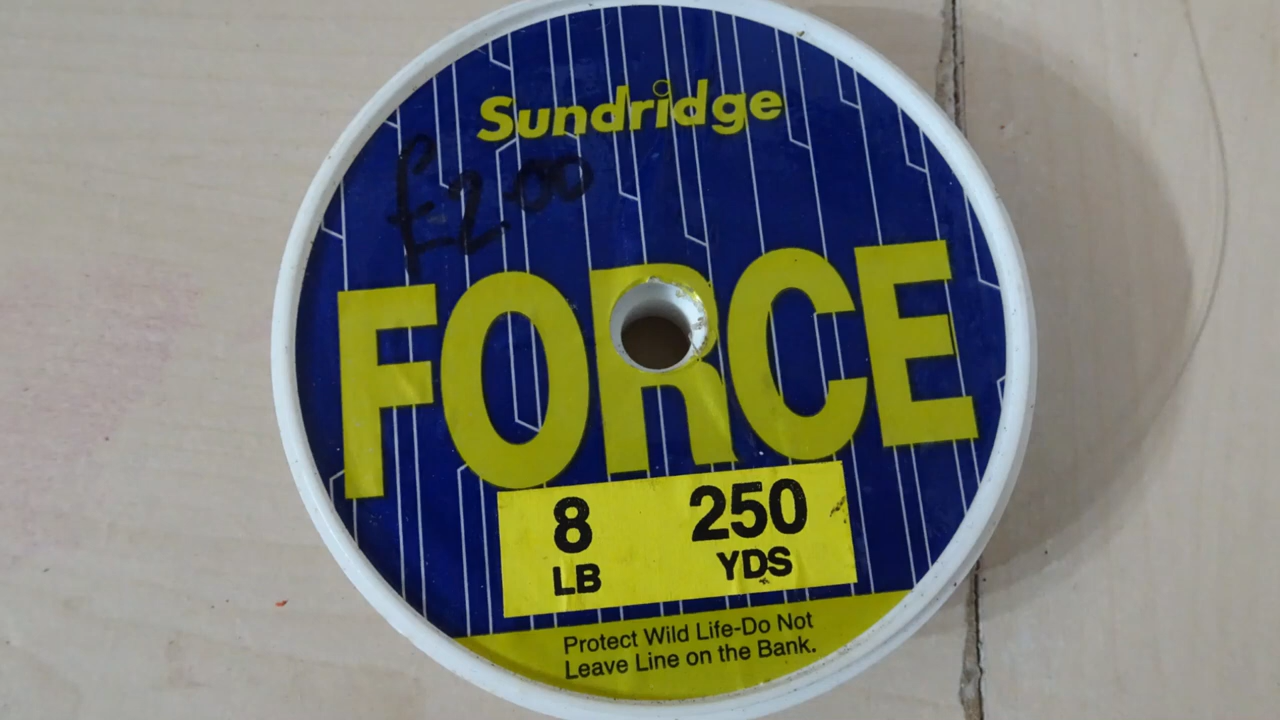 Sundridge
£2.00
FORCE
8 250
LB YDS
Protect Wild Life-Do Not
Leave Line on the Bank.